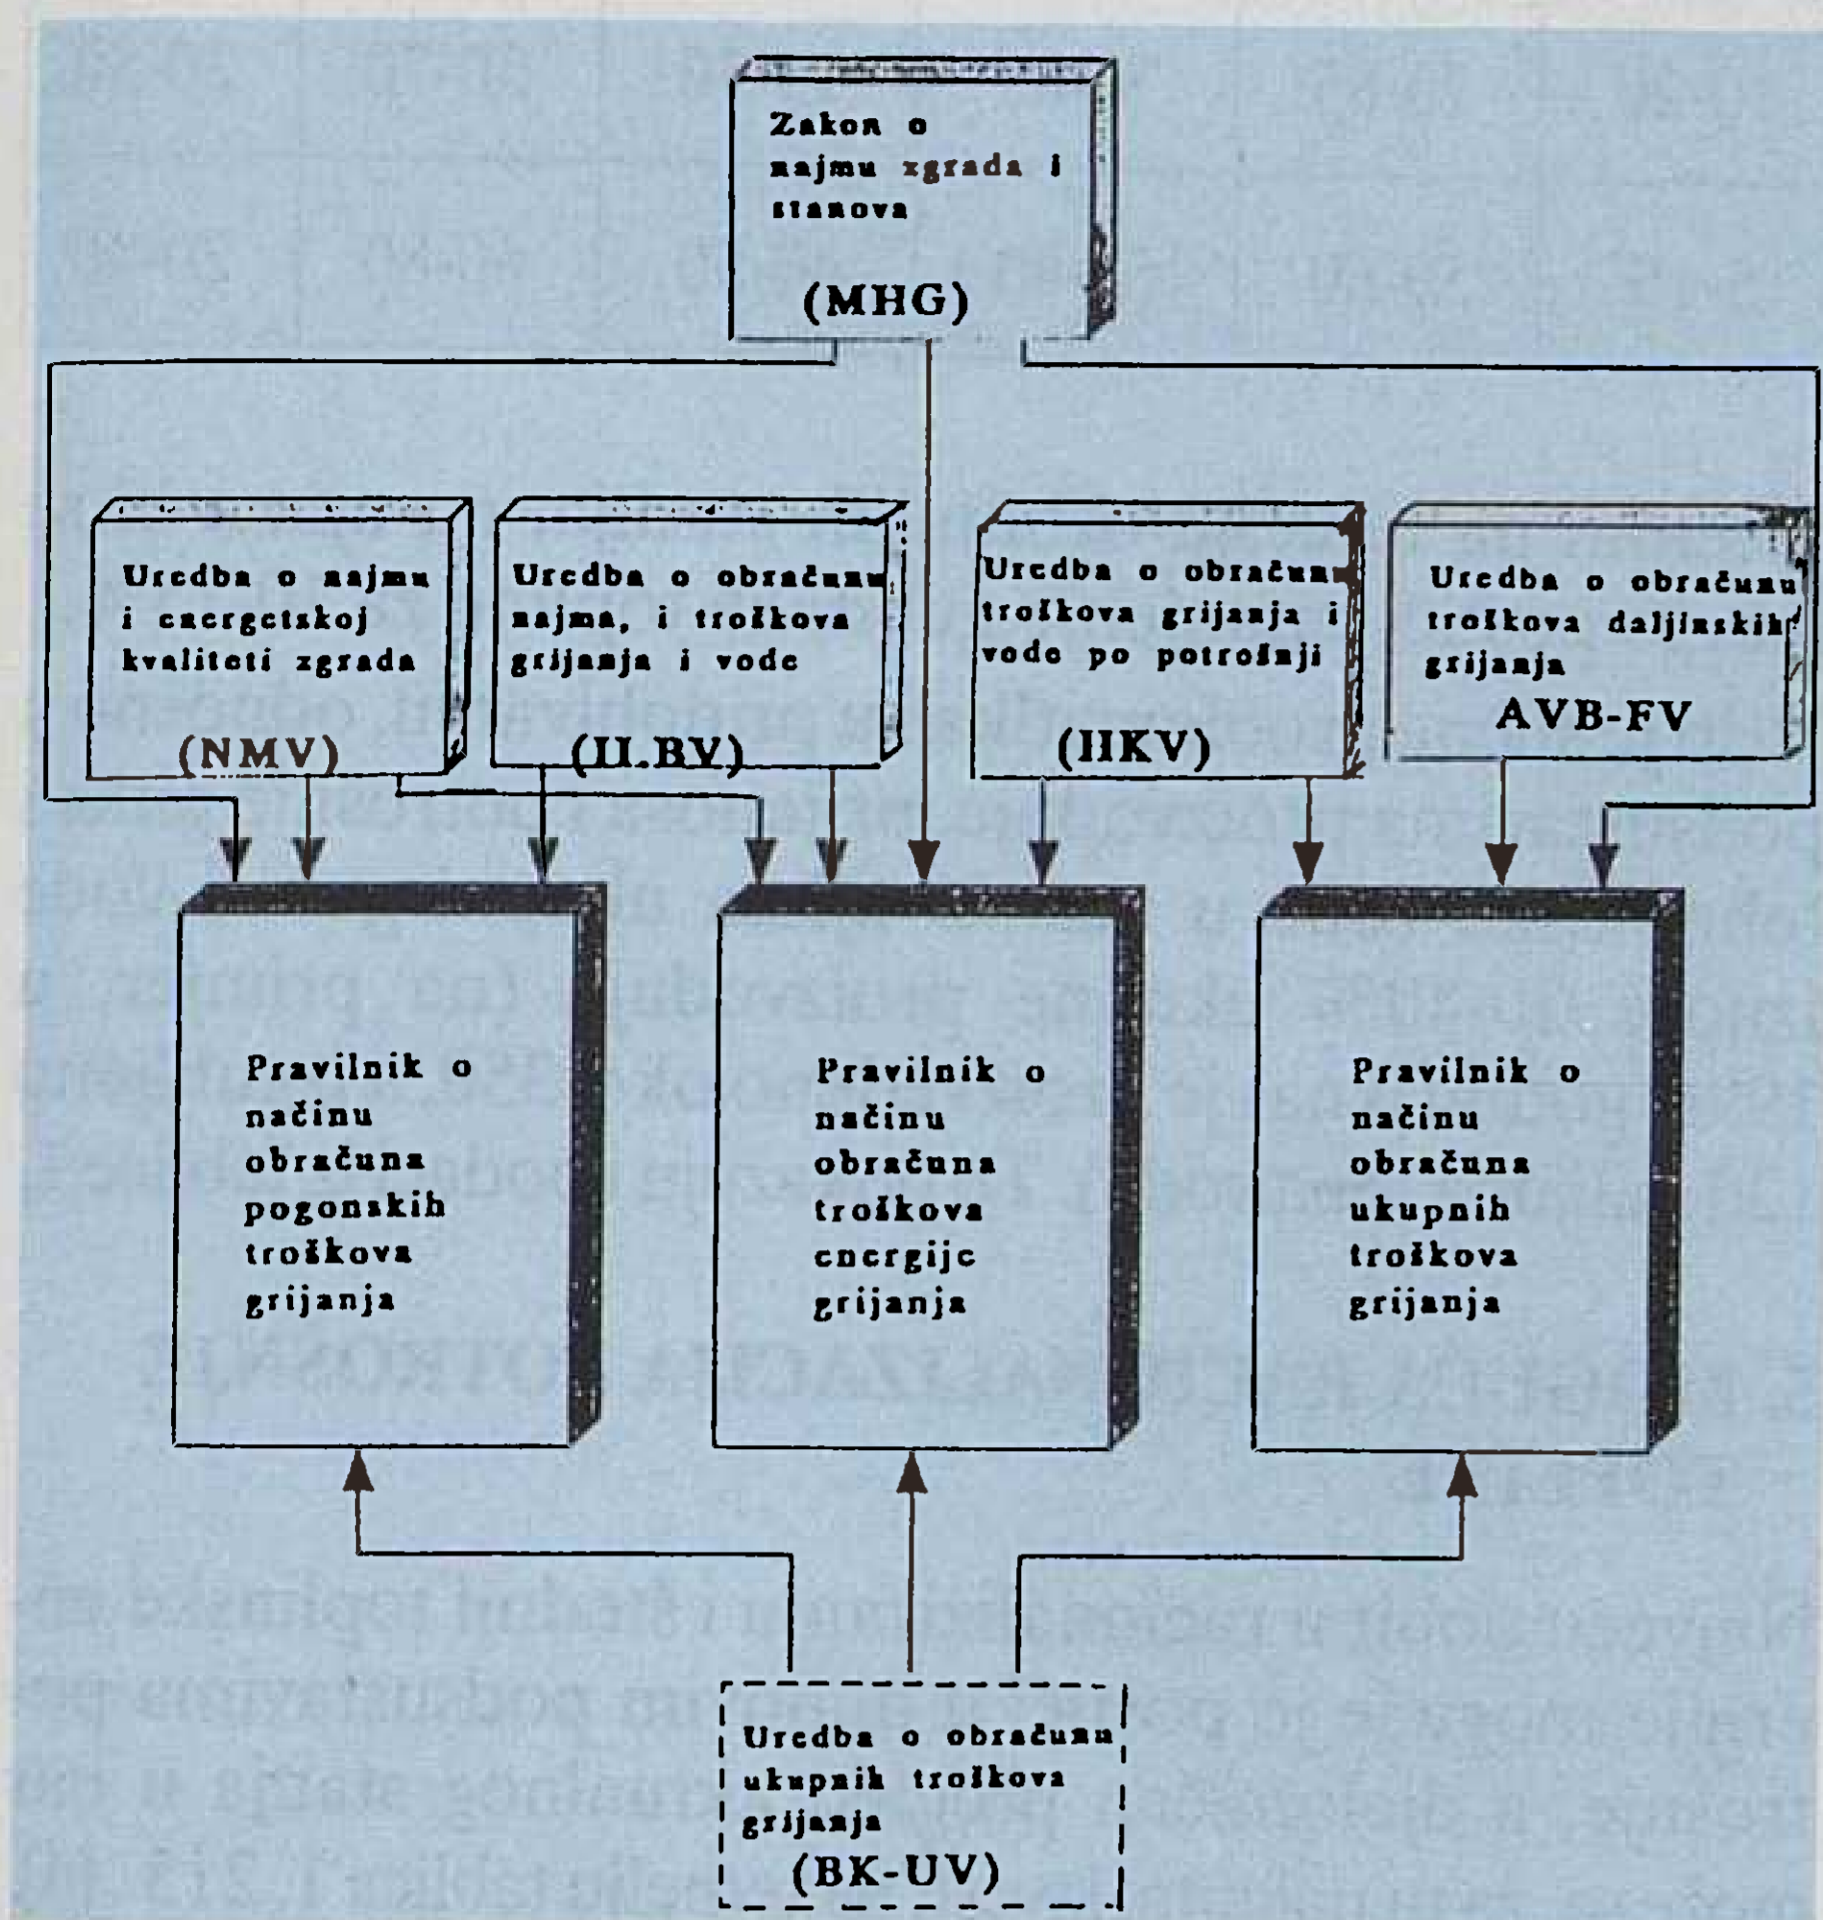 Zakon o
najmu zgrada i
stanova
(MHG)
Uredba o najmu
i energetskoj
kvaliteti zgrada
(NMV)
Uredba o obračunu
najma, i troškova
grijanja i vode
(II.BV)
Uredba o obračunu
troškova grijanja i
vode po potrošnji
(HKV)
Uredba o obračunu
troškova daljinskih
grijanja
AVB-FV
Pravilnik o
načinu
obračuna
pogonskih
troškova
grijanja
Pravilnik o
načinu
obračuna
troškova
energije
grijanja
Pravilnik o
načinu
obračuna
ukupnih
troškova
grijanja
Uredba o obračunu
ukupnih troškova
grijanja
(BK-UV)